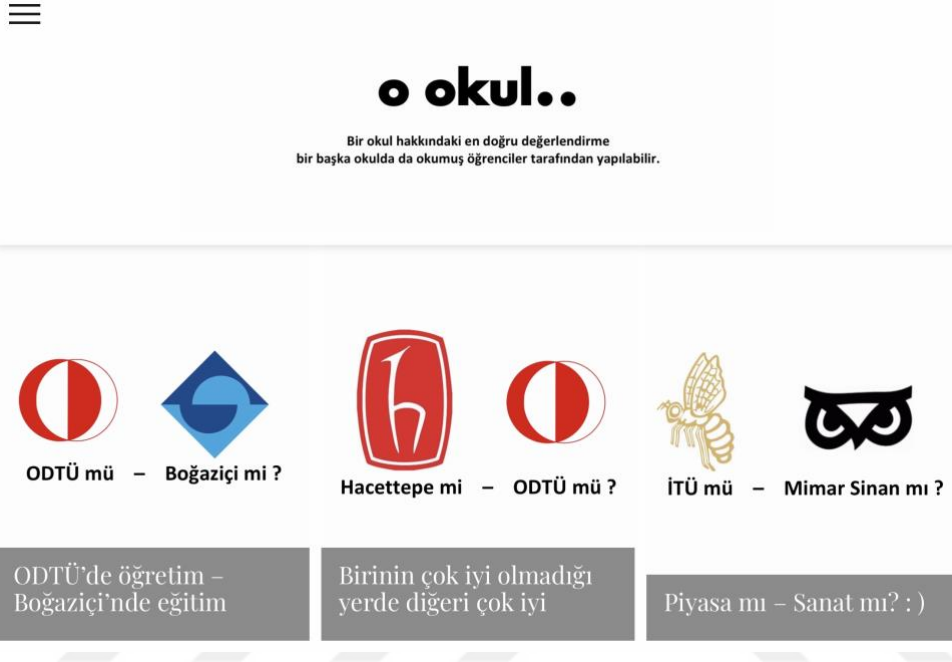 o okul..
Bir okul hakkındaki en doğru değerlendirme
bir başka okulda da okumuş öğrenciler tarafından yapılabilir.
ODTÜ mü – Boğaziçi mi ?
ODTÜ'de öğretim –
Boğaziçi'nde eğitim
Hacettepe mi – ODTÜ mü ?
Birinin çok iyi olmadığı
yerde diğeri çok iyi
İTÜ mü – Mimar Sinan mı ?
Piyasa mı – Sanat mı? : )